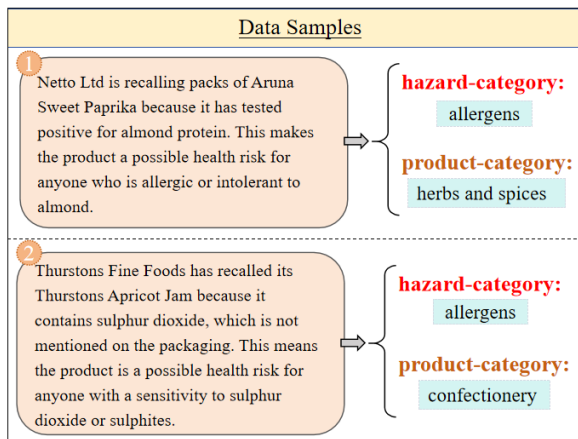 Data Samples
1
Netto Ltd is recalling packs of Aruna
Sweet Paprika because it has tested
positive for almond protein. This makes
the product a possible health risk for
anyone who is allergic or intolerant to
almond.
hazard-category:
allergens
product-category:
herbs and spices
2
Thurstons Fine Foods has recalled its
Thurstons Apricot Jam because it
contains sulphur dioxide, which is not
mentioned on the packaging. This means
the product is a possible health risk for
anyone with a sensitivity to sulphur
dioxide or sulphites.
hazard-category:
allergens
product-category:
confectionery